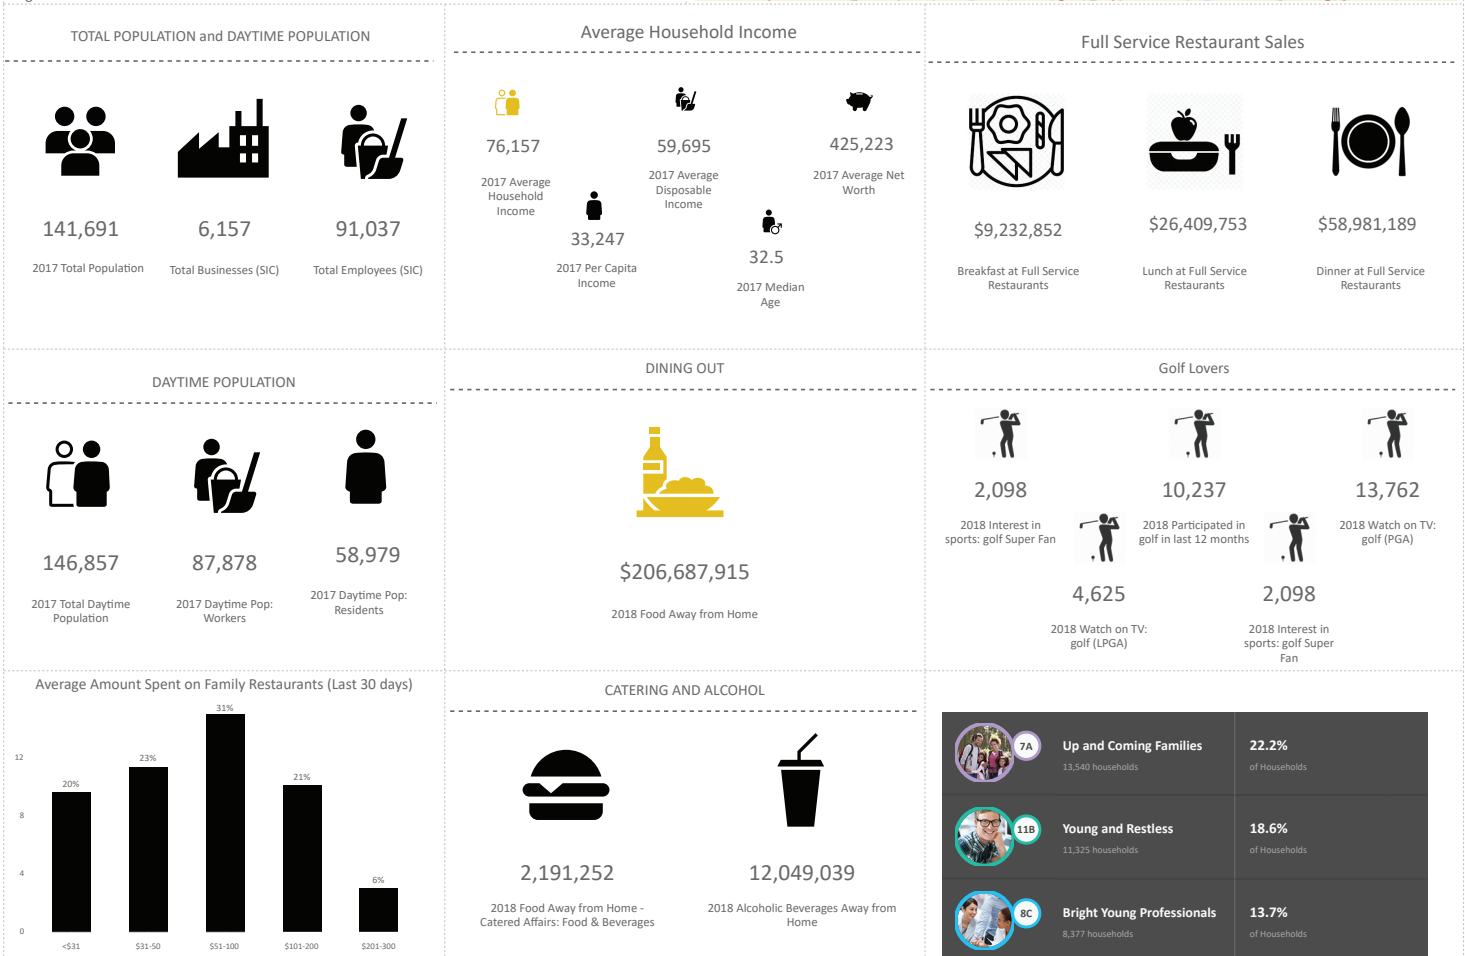 TOTAL POPULATION and DAYTIME POPULATION
141,691
2017 Total Population
6,157
Total Businesses (SIC)
91,037
Total Employees (SIC)
Average Household Income
76,157
2017 Average
Household
Income
59,695
2017 Average
Disposable
Income
425,223
2017 Average Net
Worth
33,247
2017 Per Capita
Income
32.5
2017 Median
Age
Full Service Restaurant Sales
$9,232,852
Breakfast at Full Service
Restaurants
$26,409,753
Lunch at Full Service
Restaurants
$58,981,189
Dinner at Full Service
Restaurants
DAYTIME POPULATION
146,857
2017 Total Daytime
Population
87,878
2017 Daytime Pop:
Workers
58,979
2017 Daytime Pop:
Residents
DINING OUT
$206,687,915
2018 Food Away from Home
Golf Lovers
2,098
2018 Interest in
sports: golf Super Fan
10,237
2018 Participated in
golf in last 12 months
13,762
2018 Watch on TV:
golf (PGA)
4,625
2018 Watch on TV:
golf (LPGA)
2,098
2018 Interest in
sports: golf Super
Fan
Average Amount Spent on Family Restaurants (Last 30 days)
12
8
4
0
20%
23%
31%
21%
6%
<$31
$31-50
$51-100
$101-200
$201-300
CATERING AND ALCOHOL
2,191,252
2018 Food Away from Home -
Catered Affairs: Food & Beverages
12,049,039
2018 Alcoholic Beverages Away from
Home
7A
Up and Coming Families
13,540 households
22.2%
of Households
11B
Young and Restless
11,325 households
18.6%
of Households
8C
Bright Young Professionals
8,377 households
13.7%
of Households